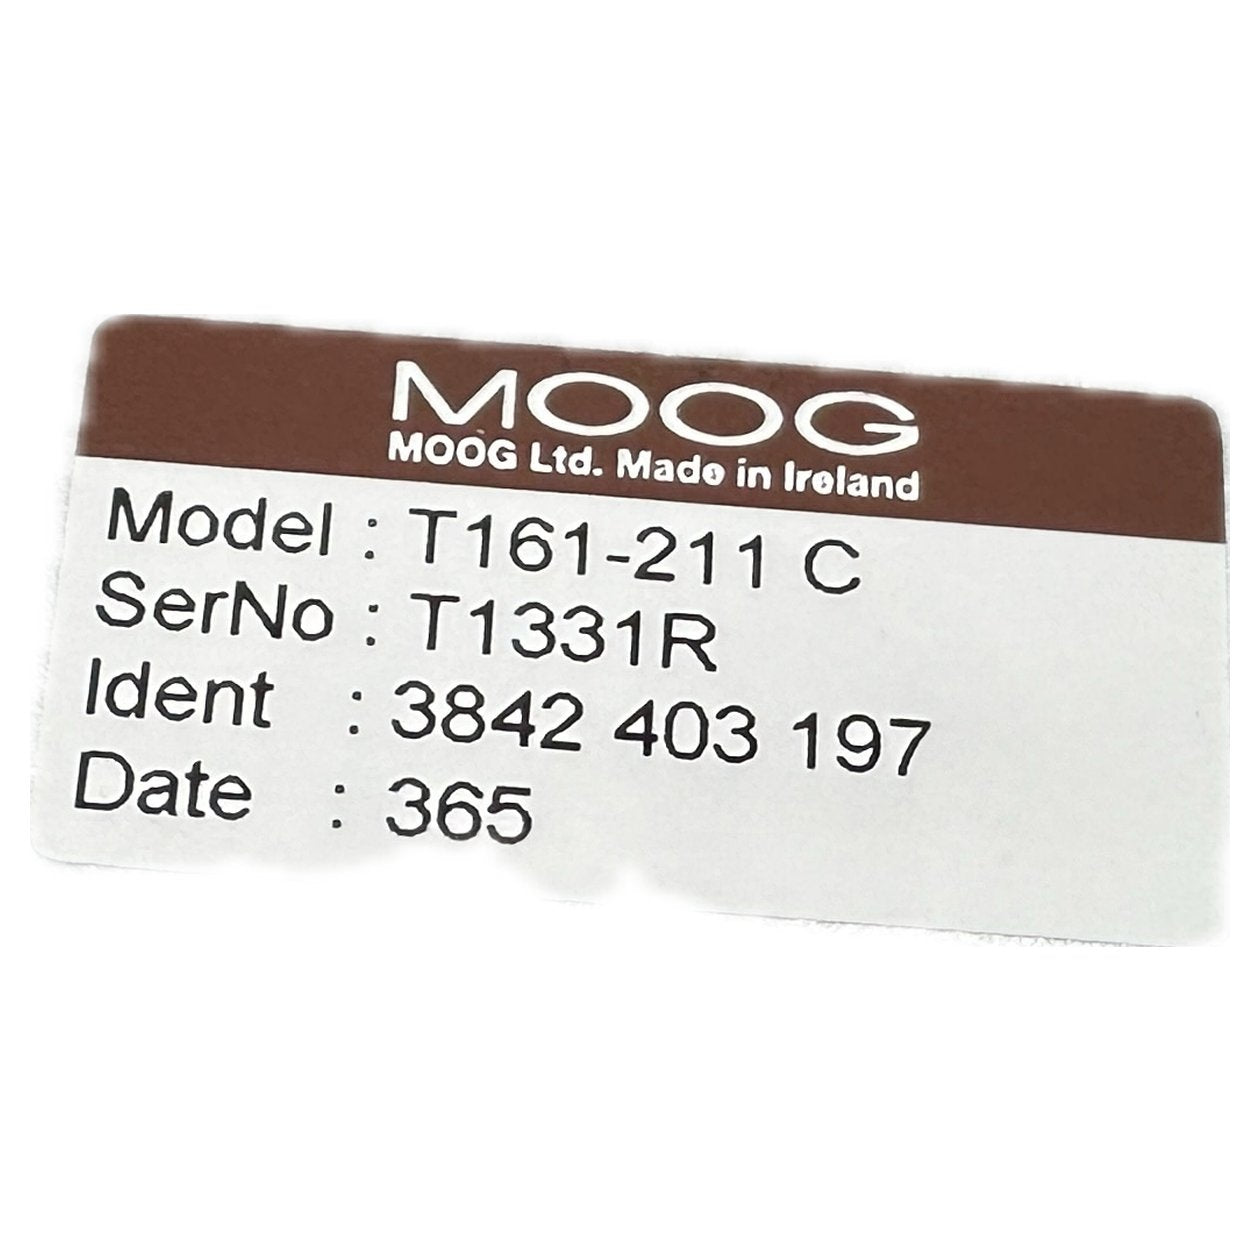 MOOG
MOOG Ltd. Made in Ireland
Model : T161-211 C
SerNo : T1331R
Ident : 3842 403 197
Date : 365